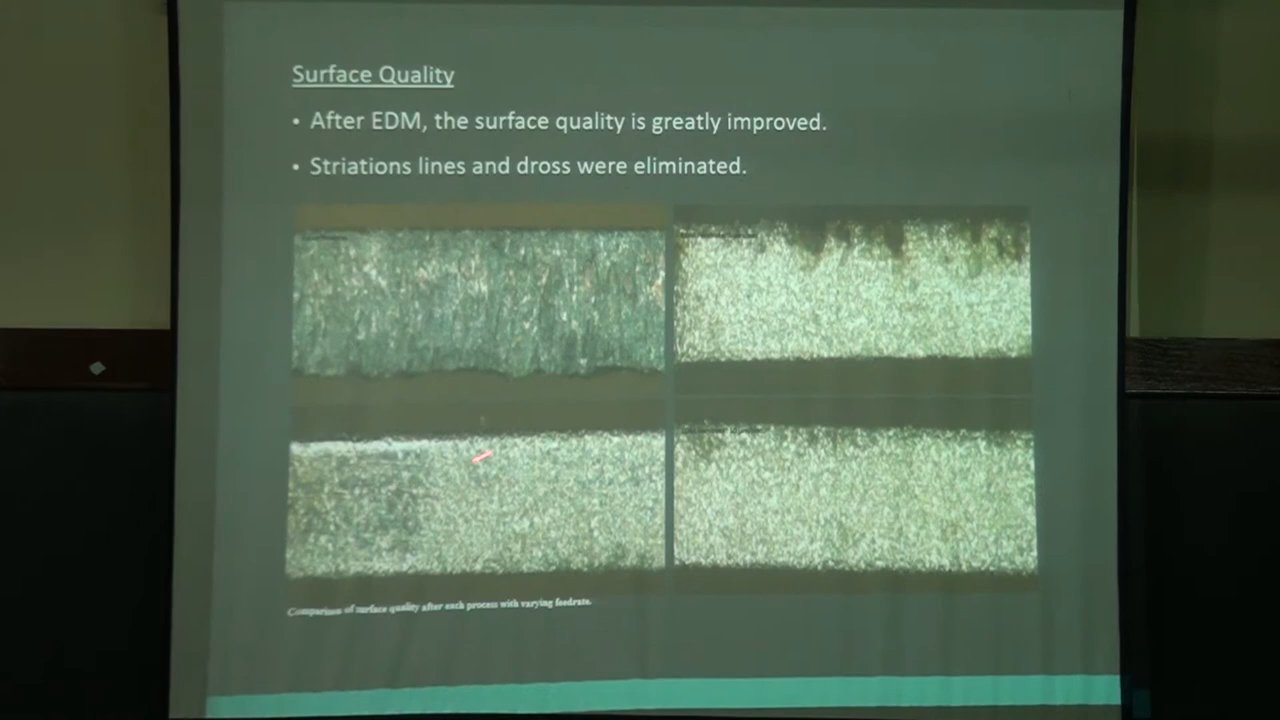 Surface Quality
• After EDM, the surface quality is greatly improved.
• Striations lines and dross were eliminated.
Comparison of surface quality after each process with varying feedrate.